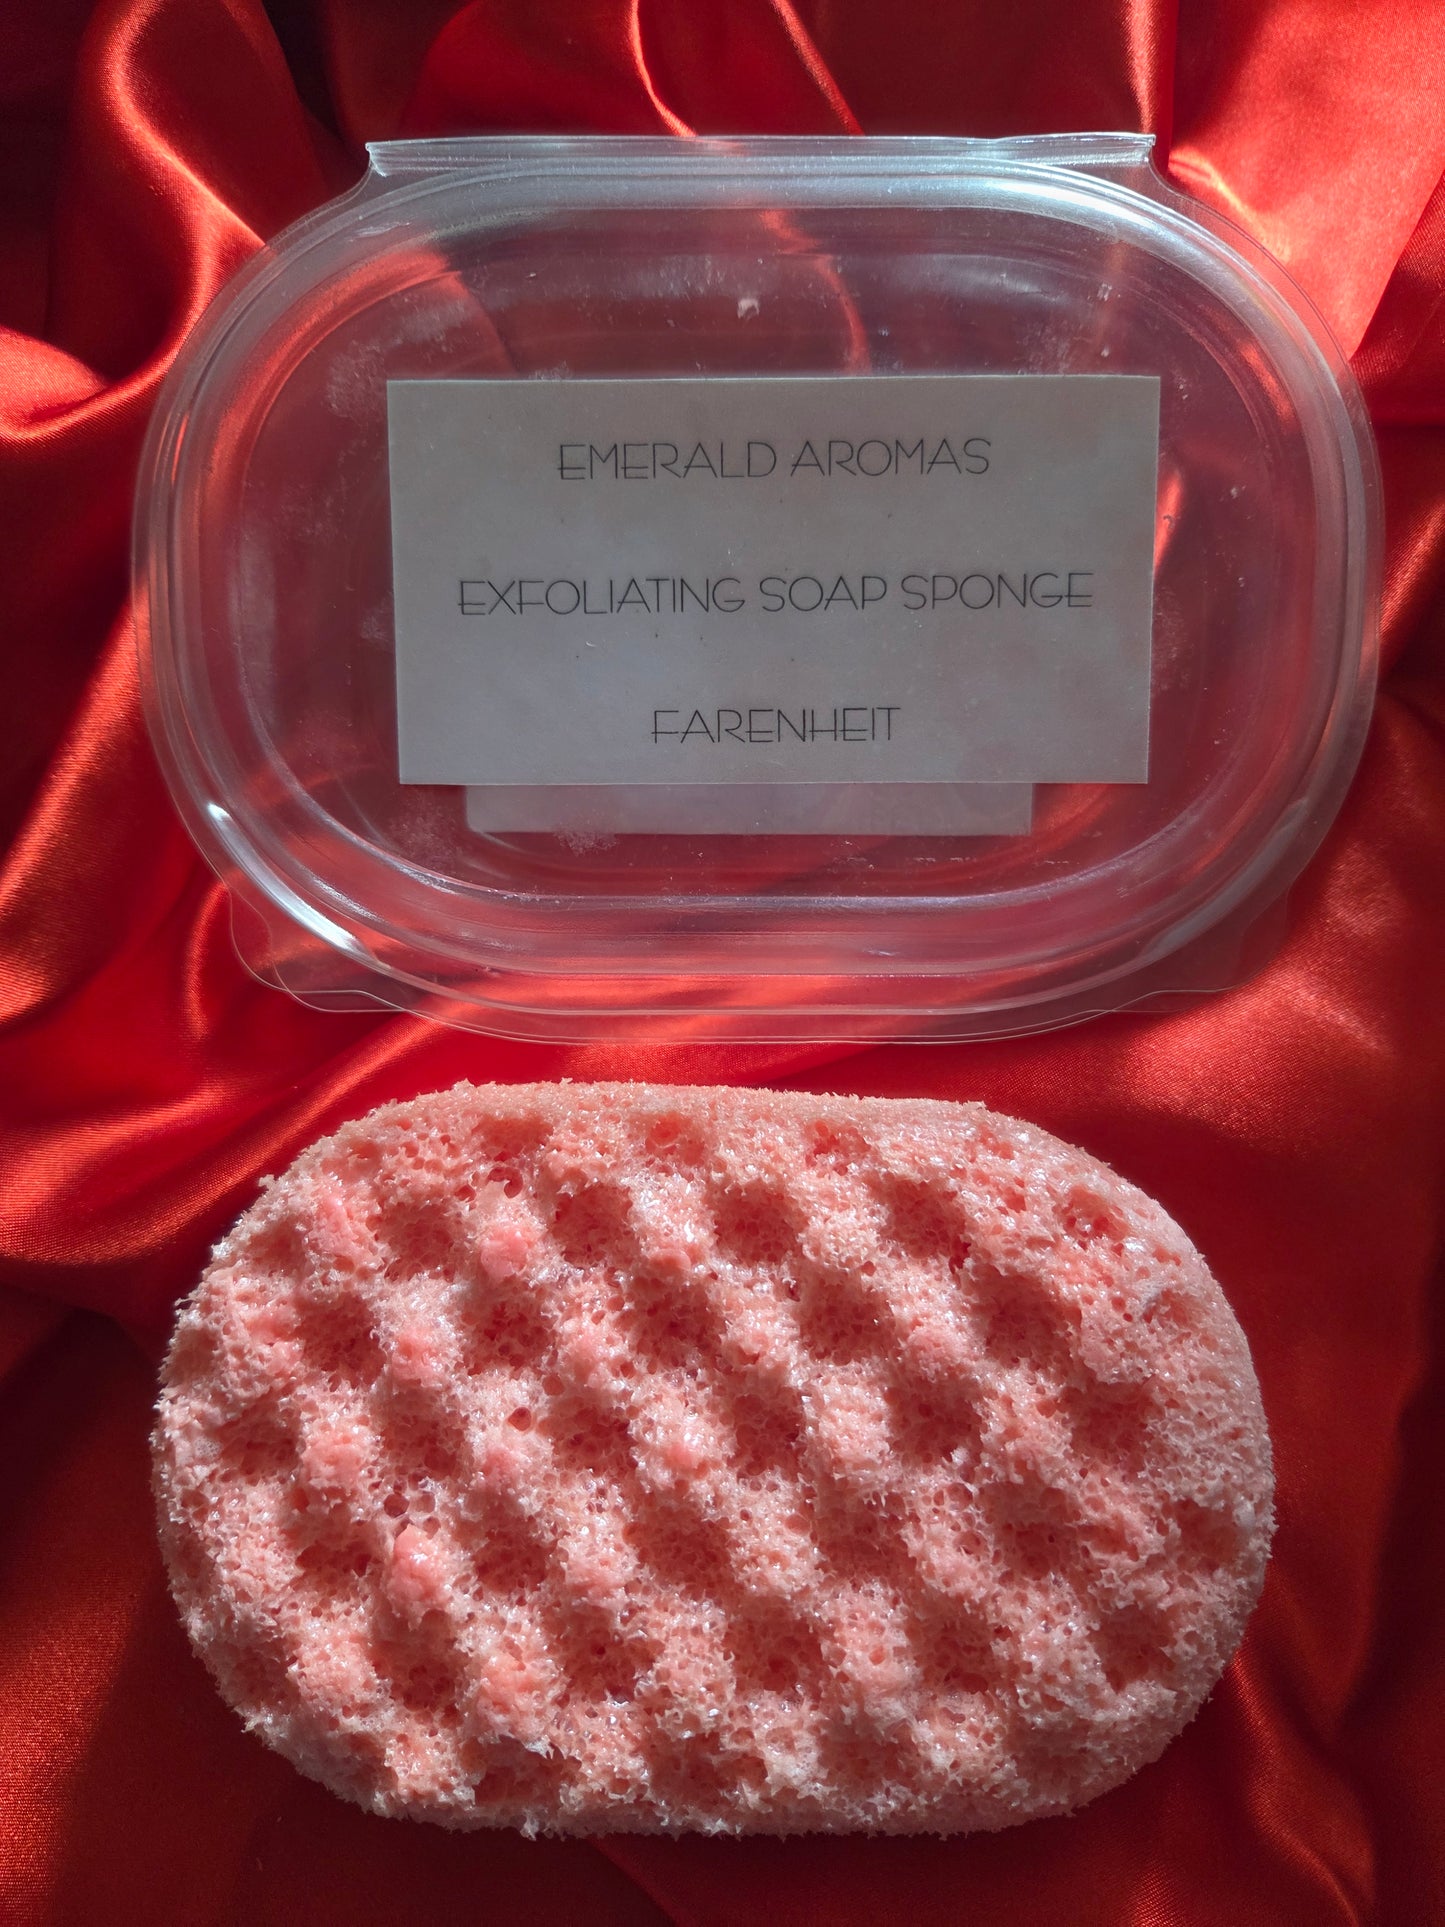 EMERALD AROMAS
EXFOLIATING SOAP SPONGE
FARENHEIT